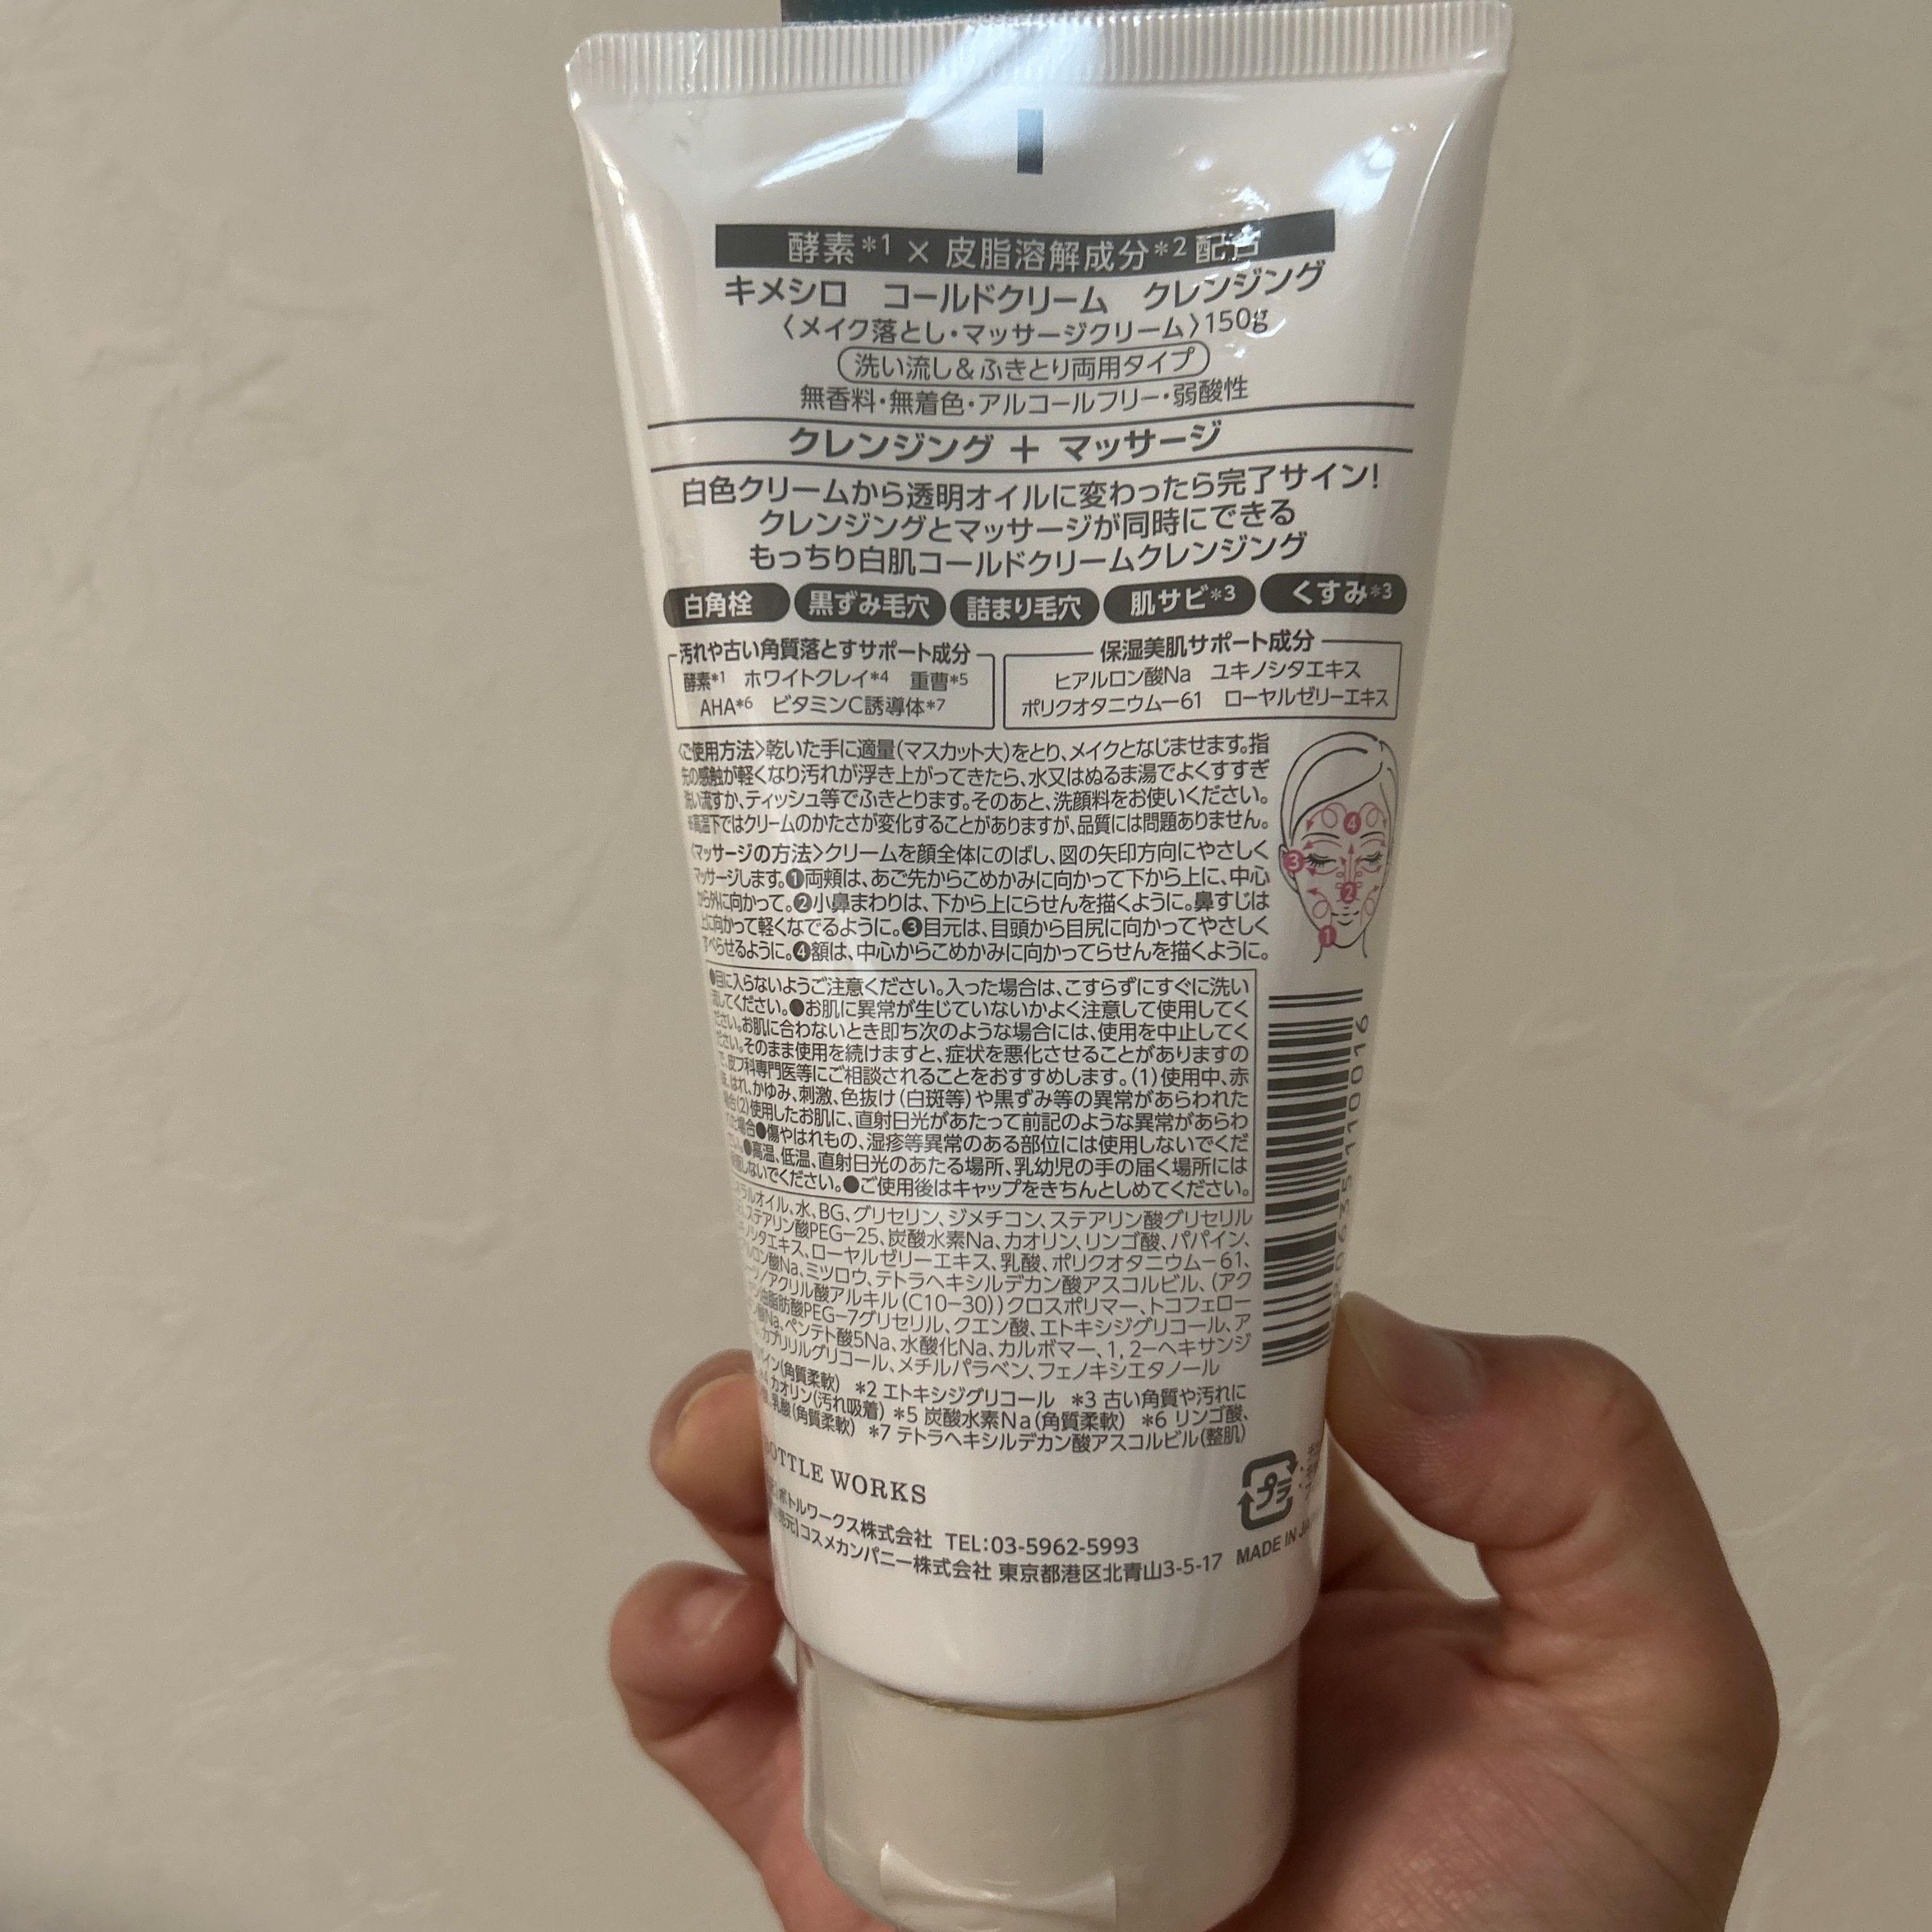 酵素*1 × 皮脂溶解成分*2 配合
キメシロ コールドクリーム クレンジング
〈メイク落とし・マッサージクリーム〉150g
洗い流し&ふきとり両用タイプ
無香料・無着色・アルコールフリー・弱酸性
クレンジング + マッサージ
白色クリームから透明オイルに変わったら完了サイン!
クレンジングとマッサージが同時にできる
もっちり白肌コールドクリームクレンジング
白角栓 黒ずみ毛穴 詰まり毛穴 肌サビ*3 くすみ*3
汚れや古い角質落とすサポート成分
酵素*1 ホワイトクレイ*4 重曹*5
AHA*6 ビタミンC誘導体*7
保湿美肌サポート成分
ヒアルロン酸Na ユキノシタエキス
ポリクオタニウムー61 ローヤルゼリーエキス
〈ご使用方法〉乾いた手に適量(マスカット大)をとり、メイクとなじませます。指
先の感触が軽くなり汚れが浮き上がってきたら、水又はぬるま湯でよくすすぎ
洗い流すか、ティッシュ等でふきとります。そのあと、洗顔料をお使いください。
※高温下ではクリームのかたさが変化することがありますが、品質には問題ありません。
〈マッサージの方法〉クリームを顔全体にのばし、図の矢印方向にやさしく
マッサージします。❶両頬は、あご先からこめかみに向かって下から上に、中心
から外に向かって。❷小鼻まわりは、下から上にらせんを描くように。鼻すじは
上に向かって軽くなでるように。❸目元は、目頭から目尻に向かってやさしく
すべらせるように。❹額は、中心からこめかみに向かってらせんを描くように。
4
3
2
1
●目に入らないようご注意ください。入った場合は、こすらずにすぐに洗い
流してください。●お肌に異常が生じていないかよく注意して使用してく
ださい。お肌に合わないとき即ち次のような場合には、使用を中止してく
ださい。そのまま使用を続けますと、症状を悪化させることがありますの
で、皮フ科専門医等にご相談されることをおすすめします。(1)使用中、赤
はれ、かゆみ、刺激、色抜け(白斑等)や黒ずみ等の異常があらわれた
場合(2)使用したお肌に、直射日光があたって前記のような異常があらわ
場合●傷やはれもの、湿疹等異常のある部位には使用しないでくだ
●高温、低温、直射日光のあたる場所、乳幼児の手の届く場所には
しないでください。●ご使用後はキャップをきちんとしめてください。
ラルオイル、水、BG、グリセリン、ジメチコン、ステアリン酸グリセリル
ステアリン酸PEG−25、炭酸水素Na、カオリン、リンゴ酸、パパイン、
シタエキス、ローヤルゼリーエキス、乳酸、ポリクオタニウムー61、
ルロン酸Na、ミツロウ、テトラヘキシルデカン酸アスコルビル、(アク
/アクリル酸アルキル(C10−30))クロスポリマー、トコフェロー
油脂肪酸PEG−7グリセリル、クエン酸、エトキシジグリコール、ア
酸Na、ペンテト酸5Na、水酸化Na、カルボマー、1,2−ヘキサンジ
カプリリルグリコール、メチルパラベン、フェノキシエタノール
イン(角質柔軟) *2 エトキシジグリコール *3 古い角質や汚れに
カオリン(汚れ吸着) *5 炭酸水素Na(角質柔軟) *6 リンゴ酸、
乳酸(角質柔軟) *7 テトラヘキシルデカン酸アスコルビル(整肌)
OTTLE WORKS
ボトルワークス株式会社 TEL:03-5962-5993
コスメカンパニー株式会社 東京都港区北青山3-5-17
プラ
MADE IN